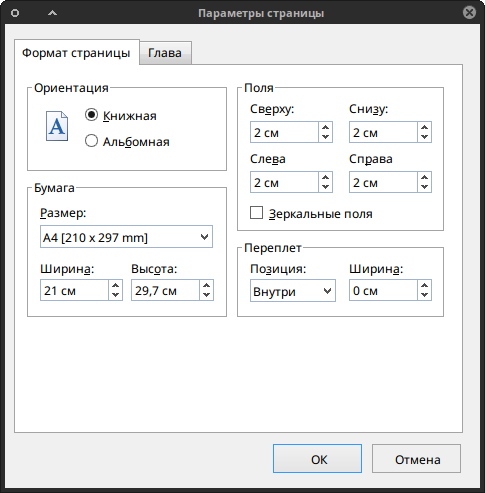 Параметры страницы
Формат страницы
Глава
Ориентация
A
Книжная
Альбомная
Бумага
Размер:
A4 [210 x 297 mm]
Ширина:
Высота:
21 см
29,7 см
Поля
Сверху:
Снизу:
2 см
2 см
Слева
Справа
2 см
2 см
Зеркальные поля
Переплет
Позиция:
Ширина:
Внутри
0 см
OK
Отмена